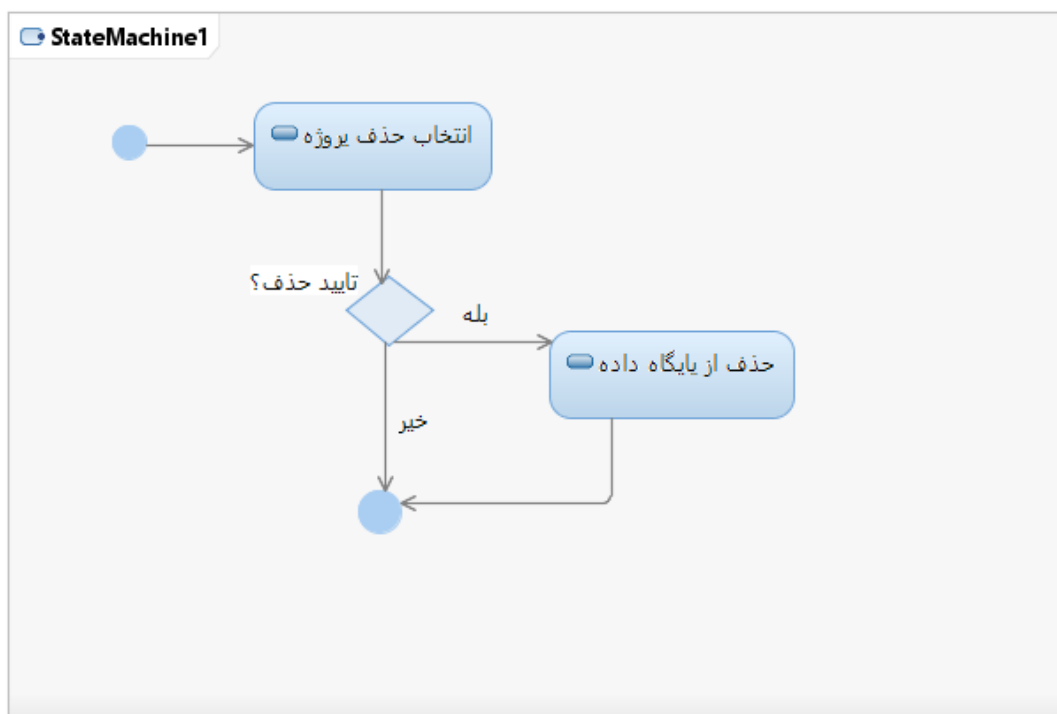 StateMachine1
انتخاب حذف پروژه
تایید حذف؟
بله
حذف از پایگاه داده
خیر